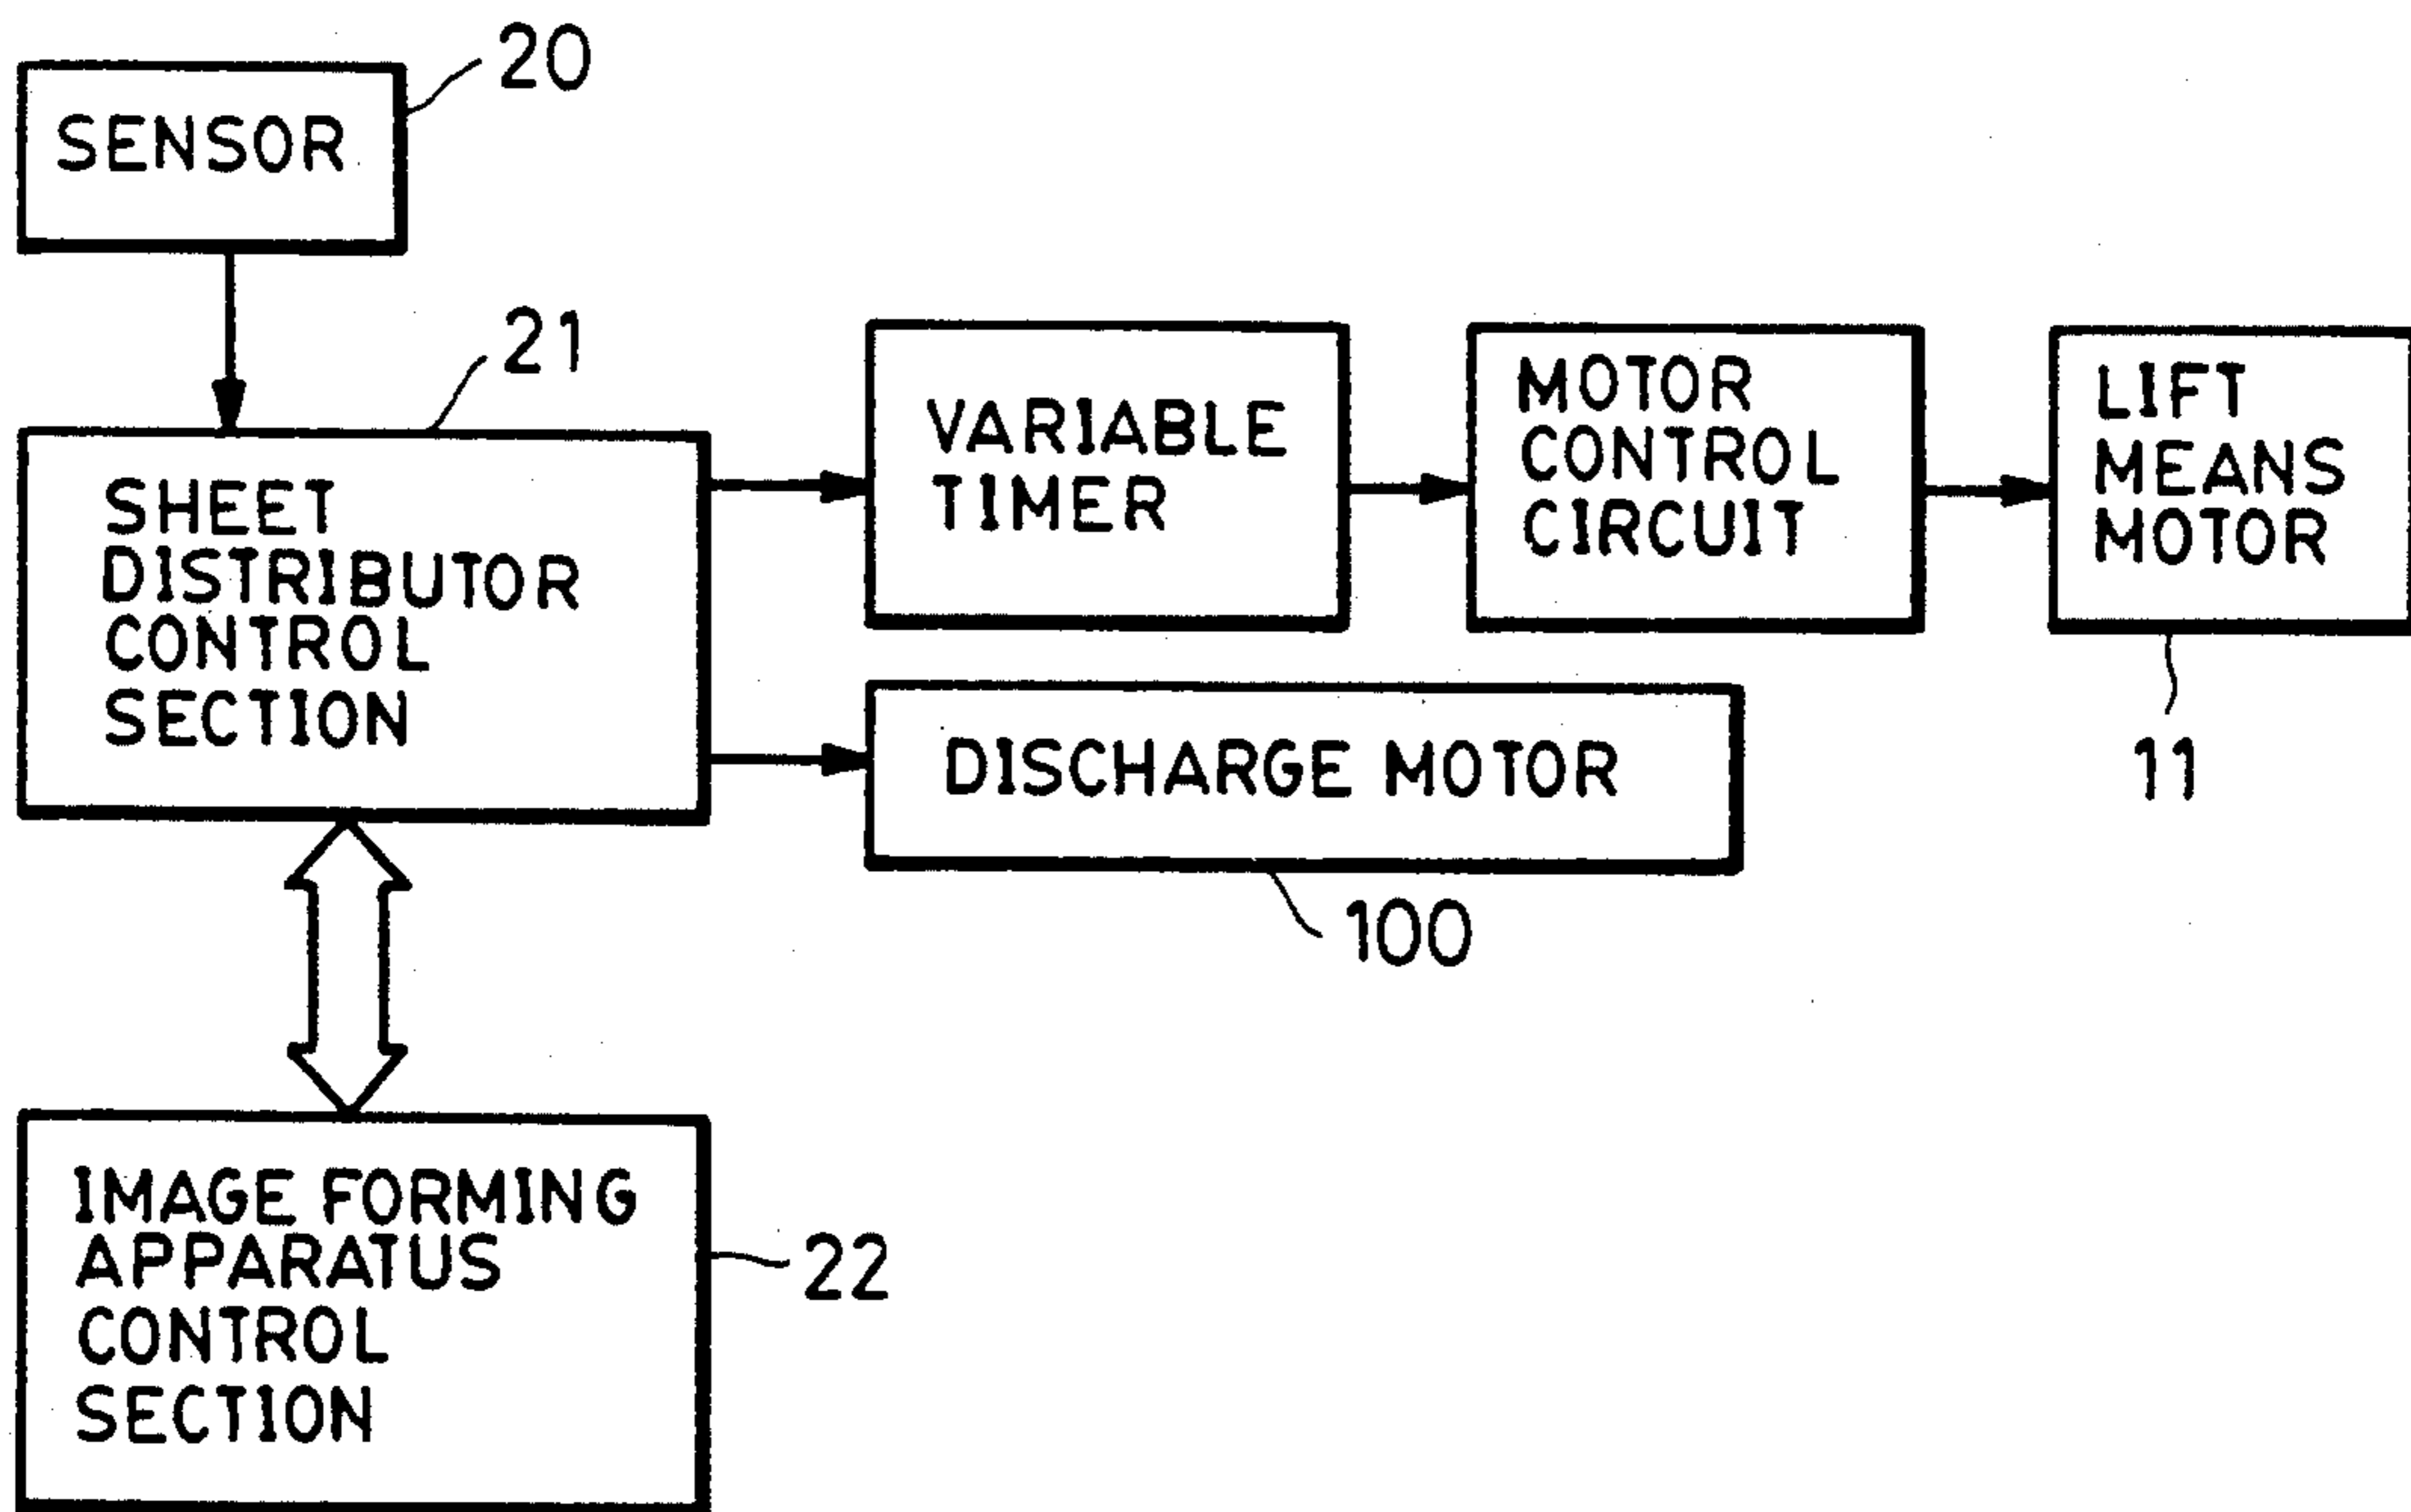 20
SENSOR
21
SHEET
DISTRIBUTOR
CONTROL
SECTION
VARIABLE
TIMER
MOTOR
CONTROL
CIRCUIT
LIFT
MEANS
MOTOR
11
DISCHARGE MOTOR
100
IMAGE FORMING
APPARATUS
CONTROL
SECTION
22